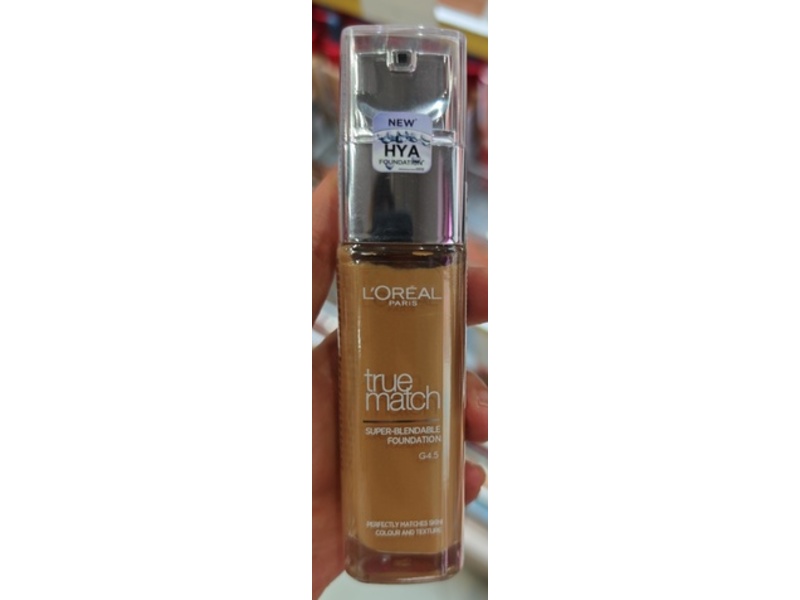 NEW
HYA
FOUNDATION
L'ORÉAL
PARIS
true
match
SUPER-BLENDABLE
FOUNDATION
G4.5
PERFECTLY MATCHES SKIN
COLOUR AND TEXTURE